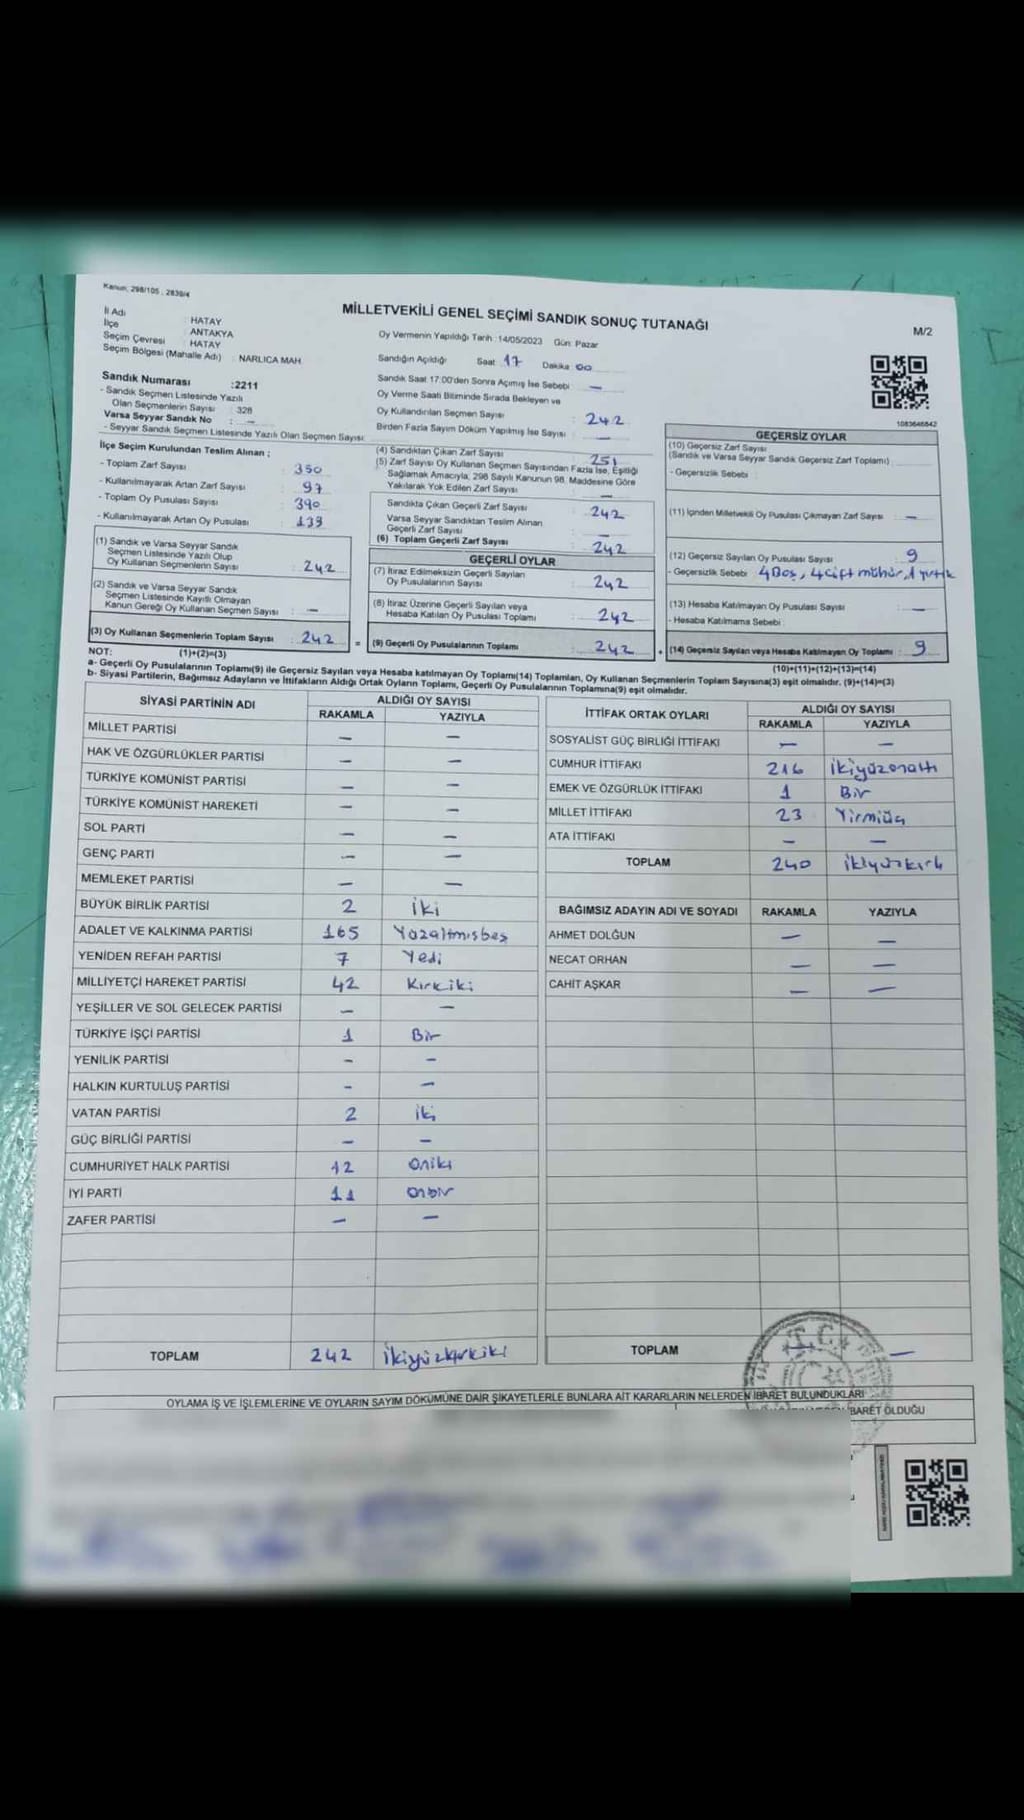 Kanun: 298/105, 2839/4
MİLLETVEKİLİ GENEL SEÇİMİ SANDIK SONUÇ TUTANAĞI
M/2
İl Adı : HATAY
İlçe : ANTAKYA
Seçim Çevresi : HATAY
Seçim Bölgesi (Mahalle Adı) : NARLICA MAH.
Sandık Numarası :2211
- Sandık Seçmen Listesinde Yazılı
Olan Seçmenlerin Sayısı : 328
Varsa Seyyar Sandık No : —
- Seyyar Sandık Seçmen Listesinde Yazılı Olan Seçmen Sayısı:
Oy Vermenin Yapıldığı Tarih :14/05/2023 Gün: Pazar
Sandığın Açıldığı Saat 17 Dakika 00
Sandık Saat 17:00'den Sonra Açımış İse Sebebi : —
Oy Verme Saati Bitiminde Sırada Bekleyen ve
Oy Kullandırılan Seçmen Sayısı : 242
Birden Fazla Sayım Döküm Yapılmış İse Sayısı : —
1083646842
İlçe Seçim Kurulundan Teslim Alınan ;
- Toplam Zarf Sayısı : 350
- Kullanılmayarak Artan Zarf Sayısı : 97
- Toplam Oy Pusulası Sayısı : 390
- Kullanılmayarak Artan Oy Pusulası : 139
(1) Sandık ve Varsa Seyyar Sandık
Seçmen Listesinde Yazılı Olup
Oy Kullanan Seçmenlerin Sayısı : 242
(2) Sandık ve Varsa Seyyar Sandık
Seçmen Listesinde Kayıtlı Olmayan
Kanun Gereği Oy Kullanan Seçmen Sayısı : —
(3) Oy Kullanan Seçmenlerin Toplam Sayısı : 242 =
(4) Sandıktan Çıkan Zarf Sayısı : 251
(5) Zarf Sayısı Oy Kullanan Seçmen Sayısından Fazla İse, Eşitliği
Sağlamak Amacıyla, 298 Sayılı Kanunun 98. Maddesine Göre
Yakılarak Yok Edilen Zarf Sayısı : —
Sandıkta Çıkan Geçerli Zarf Sayısı : 242
Varsa Seyyar Sandıktan Teslim Alınan
Geçerli Zarf Sayısı : —
(6) Toplam Geçerli Zarf Sayısı : 242
GEÇERLİ OYLAR
(7) İtiraz Edilmeksizin Geçerli Sayılan
Oy Pusulalarının Sayısı : 242
(8) İtiraz Üzerine Geçerli Sayılan veya
Hesaba Katılan Oy Pusulası Toplamı : 242
(9) Geçerli Oy Pusulalarının Toplamı : 242 +
GEÇERSİZ OYLAR
(10) Geçersiz Zarf Sayısı
(Sandık ve Varsa Seyyar Sandık Geçersiz Zarf Toplamı) :
- Geçersizlik Sebebi :
(11) İçinden Milletvekili Oy Pusulası Çıkmayan Zarf Sayısı : —
(12) Geçersiz Sayılan Oy Pusulası Sayısı : 9
- Geçersizlik Sebebi : 4 Boş, 4 Çift mühür, 1 yırtık
(13) Hesaba Katılmayan Oy Pusulası Sayısı : —
- Hesaba Katılmama Sebebi :
(14) Geçersiz Sayılan veya Hesaba Katılmayan Oy Toplamı : 9
NOT: (1)+(2)=(3)
(10)+(11)+(12)+(13)=(14)
a- Geçerli Oy Pusulalarının Toplamı(9) ile Geçersiz Sayılan veya Hesaba katılmayan Oy Toplamı(14) Toplamları, Oy Kullanan Seçmenlerin Toplam Sayısına(3) eşit olmalıdır. (9)+(14)=(3)
b- Siyasi Partilerin, Bağımsız Adayların ve İttifakların Aldığı Ortak Oyların Toplamı, Geçerli Oy Pusulalarının Toplamına(9) eşit olmalıdır.
SİYASİ PARTİNİN ADI ALDIĞI OY SAYISI
RAKAMLA YAZIYLA
MİLLET PARTİSİ — —
HAK VE ÖZGÜRLÜKLER PARTİSİ — —
TÜRKİYE KOMÜNİST PARTİSİ — —
TÜRKİYE KOMÜNİST HAREKETİ — —
SOL PARTİ — —
GENÇ PARTİ — —
MEMLEKET PARTİSİ — —
BÜYÜK BİRLİK PARTİSİ 2 iki
ADALET VE KALKINMA PARTİSİ 165 Yüzaltmışbeş
YENİDEN REFAH PARTİSİ 7 Yedi
MİLLİYETÇİ HAREKET PARTİSİ 42 Kırkiki
YEŞİLLER VE SOL GELECEK PARTİSİ — —
TÜRKİYE İŞÇİ PARTİSİ 1 Bir
YENİLİK PARTİSİ - -
HALKIN KURTULUŞ PARTİSİ - —
VATAN PARTİSİ 2 iki
GÜÇ BİRLİĞİ PARTİSİ — —
CUMHURİYET HALK PARTİSİ 12 Oniki
İYİ PARTİ 11 Onbir
ZAFER PARTİSİ — —
TOPLAM 242 ikiyüzkırkiki
İTTİFAK ORTAK OYLARI ALDIĞI OY SAYISI
RAKAMLA YAZIYLA
SOSYALİST GÜÇ BİRLİĞİ İTTİFAKI — —
CUMHUR İTTİFAKI 216 ikiyüzonaltı
EMEK VE ÖZGÜRLÜK İTTİFAKI 1 Bir
MİLLET İTTİFAKI 23 Yirmiüç
ATA İTTİFAKI — —
TOPLAM 240 ikiyüzkırk
BAĞIMSIZ ADAYIN ADI VE SOYADI RAKAMLA YAZIYLA
AHMET DOLĞUN — —
NECAT ORHAN — —
CAHİT AŞKAR — —
TOPLAM — —
T.C.
OYLAMA İŞ VE İŞLEMLERİNE VE OYLARIN SAYIM DÖKÜMÜNE DAİR ŞİKAYETLERLE BUNLARA AİT KARARLARIN NELERDEN İBARET BULUNDUKLARI
İBARET OLDUĞU